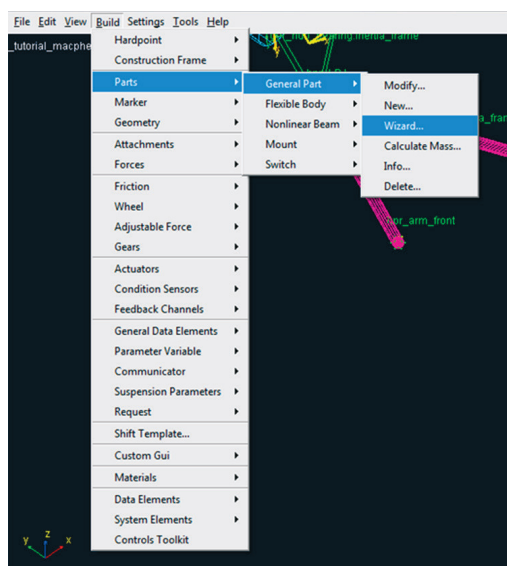 File Edit View Build Settings Tools Help
_tutorial_macphe
Hardpoint
Construction Frame
Parts
Marker
Geometry
Attachments
Forces
Friction
Wheel
Adjustable Force
Gears
Actuators
Condition Sensors
Feedback Channels
General Data Elements
Parameter Variable
Communicator
Suspension Parameters
Request
Shift Template...
Custom Gui
Materials
Data Elements
System Elements
Controls Toolkit
General Part
Flexible Body
Nonlinear Beam
Mount
Switch
Modify...
New...
Wizard...
Calculate Mass...
Info...
Delete...
arm_front
y z x